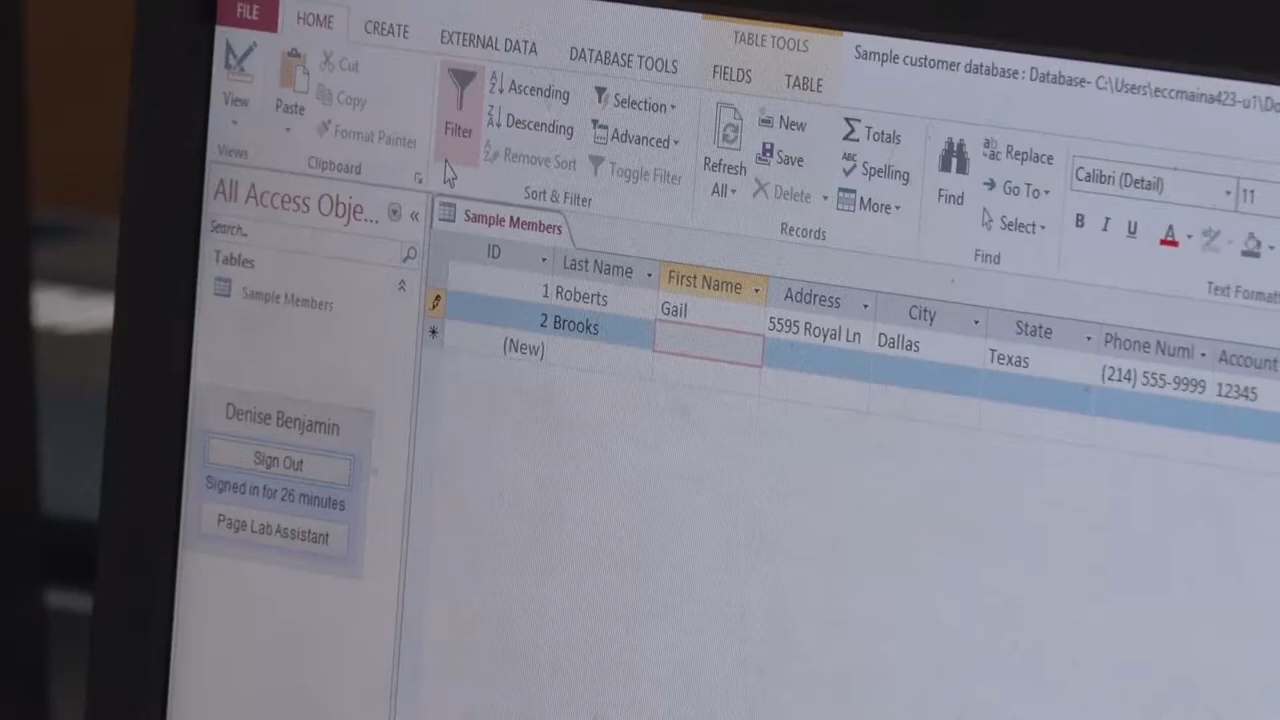 FILE HOME CREATE EXTERNAL DATA DATABASE TOOLS TABLE TOOLS FIELDS TABLE
Sample customer database : Database- C:\Users\eccmaina423-u1\Do
View
Views
Paste
Cut
Copy
Format Painter
Clipboard
Filter
Ascending
Descending
Remove Sort
Selection
Advanced
Toggle Filter
Sort & Filter
Refresh
All
New
Save
Delete
Totals
Spelling
More
Records
Find
Replace
Go To
Select
Find
Calibri (Detail) 11
B I U A
Text Format
All Access Obje...
Search..
Tables
Sample Members
Sample Members
ID Last Name First Name Address City State Phone Numl Account
1 Roberts Gail 5595 Royal Ln Dallas Texas (214) 555-9999 12345
2 Brooks
(New)
Denise Benjamin
Sign Out
Signed in for 26 minutes
Page Lab Assistant